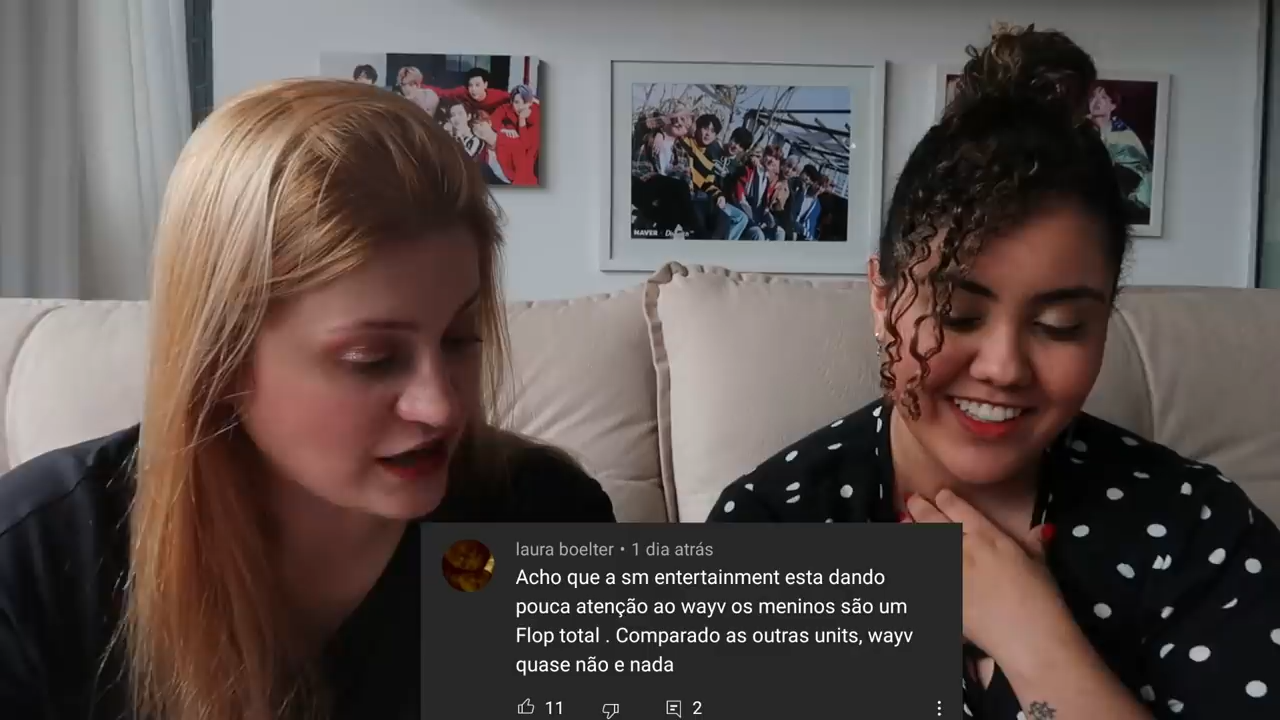 NAVER
laura boelter • 1 dia atrás
Acho que a sm entertainment esta dando
pouca atenção ao wayv os meninos são um
Flop total . Comparado as outras units, wayv
quase não e nada
11 2